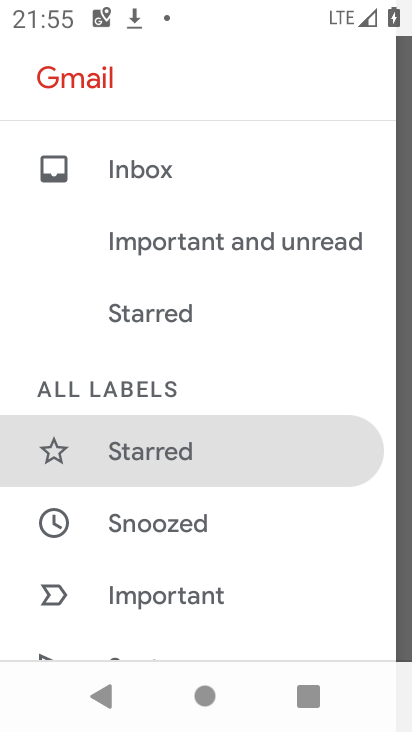 21:55 LTE
Gmail
Inbox
Important and unread
Starred
ALL LABELS
Starred
Snoozed
Important